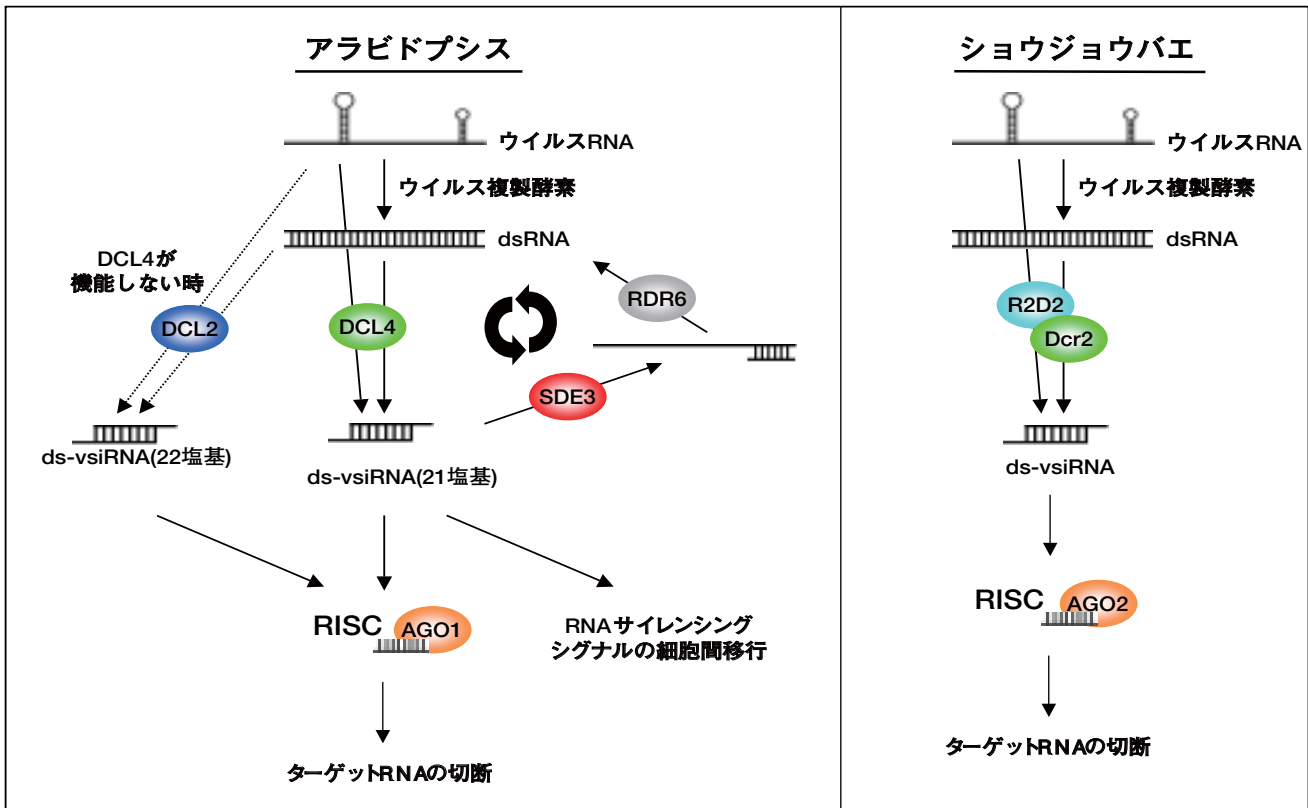 アラビドプシス
ウイルスRNA
ウイルス複製酵素
dsRNA
DCL4が
機能しない時
DCL2
DCL4
RDR6
SDE3
ds-vsiRNA(22塩基)
ds-vsiRNA(21塩基)
RISC
AGO1
RNAサイレンシング
シグナルの細胞間移行
ターゲットRNAの切断
ショウジョウバエ
ウイルスRNA
ウイルス複製酵素
dsRNA
R2D2
Dcr2
ds-vsiRNA
RISC
AGO2
ターゲットRNAの切断